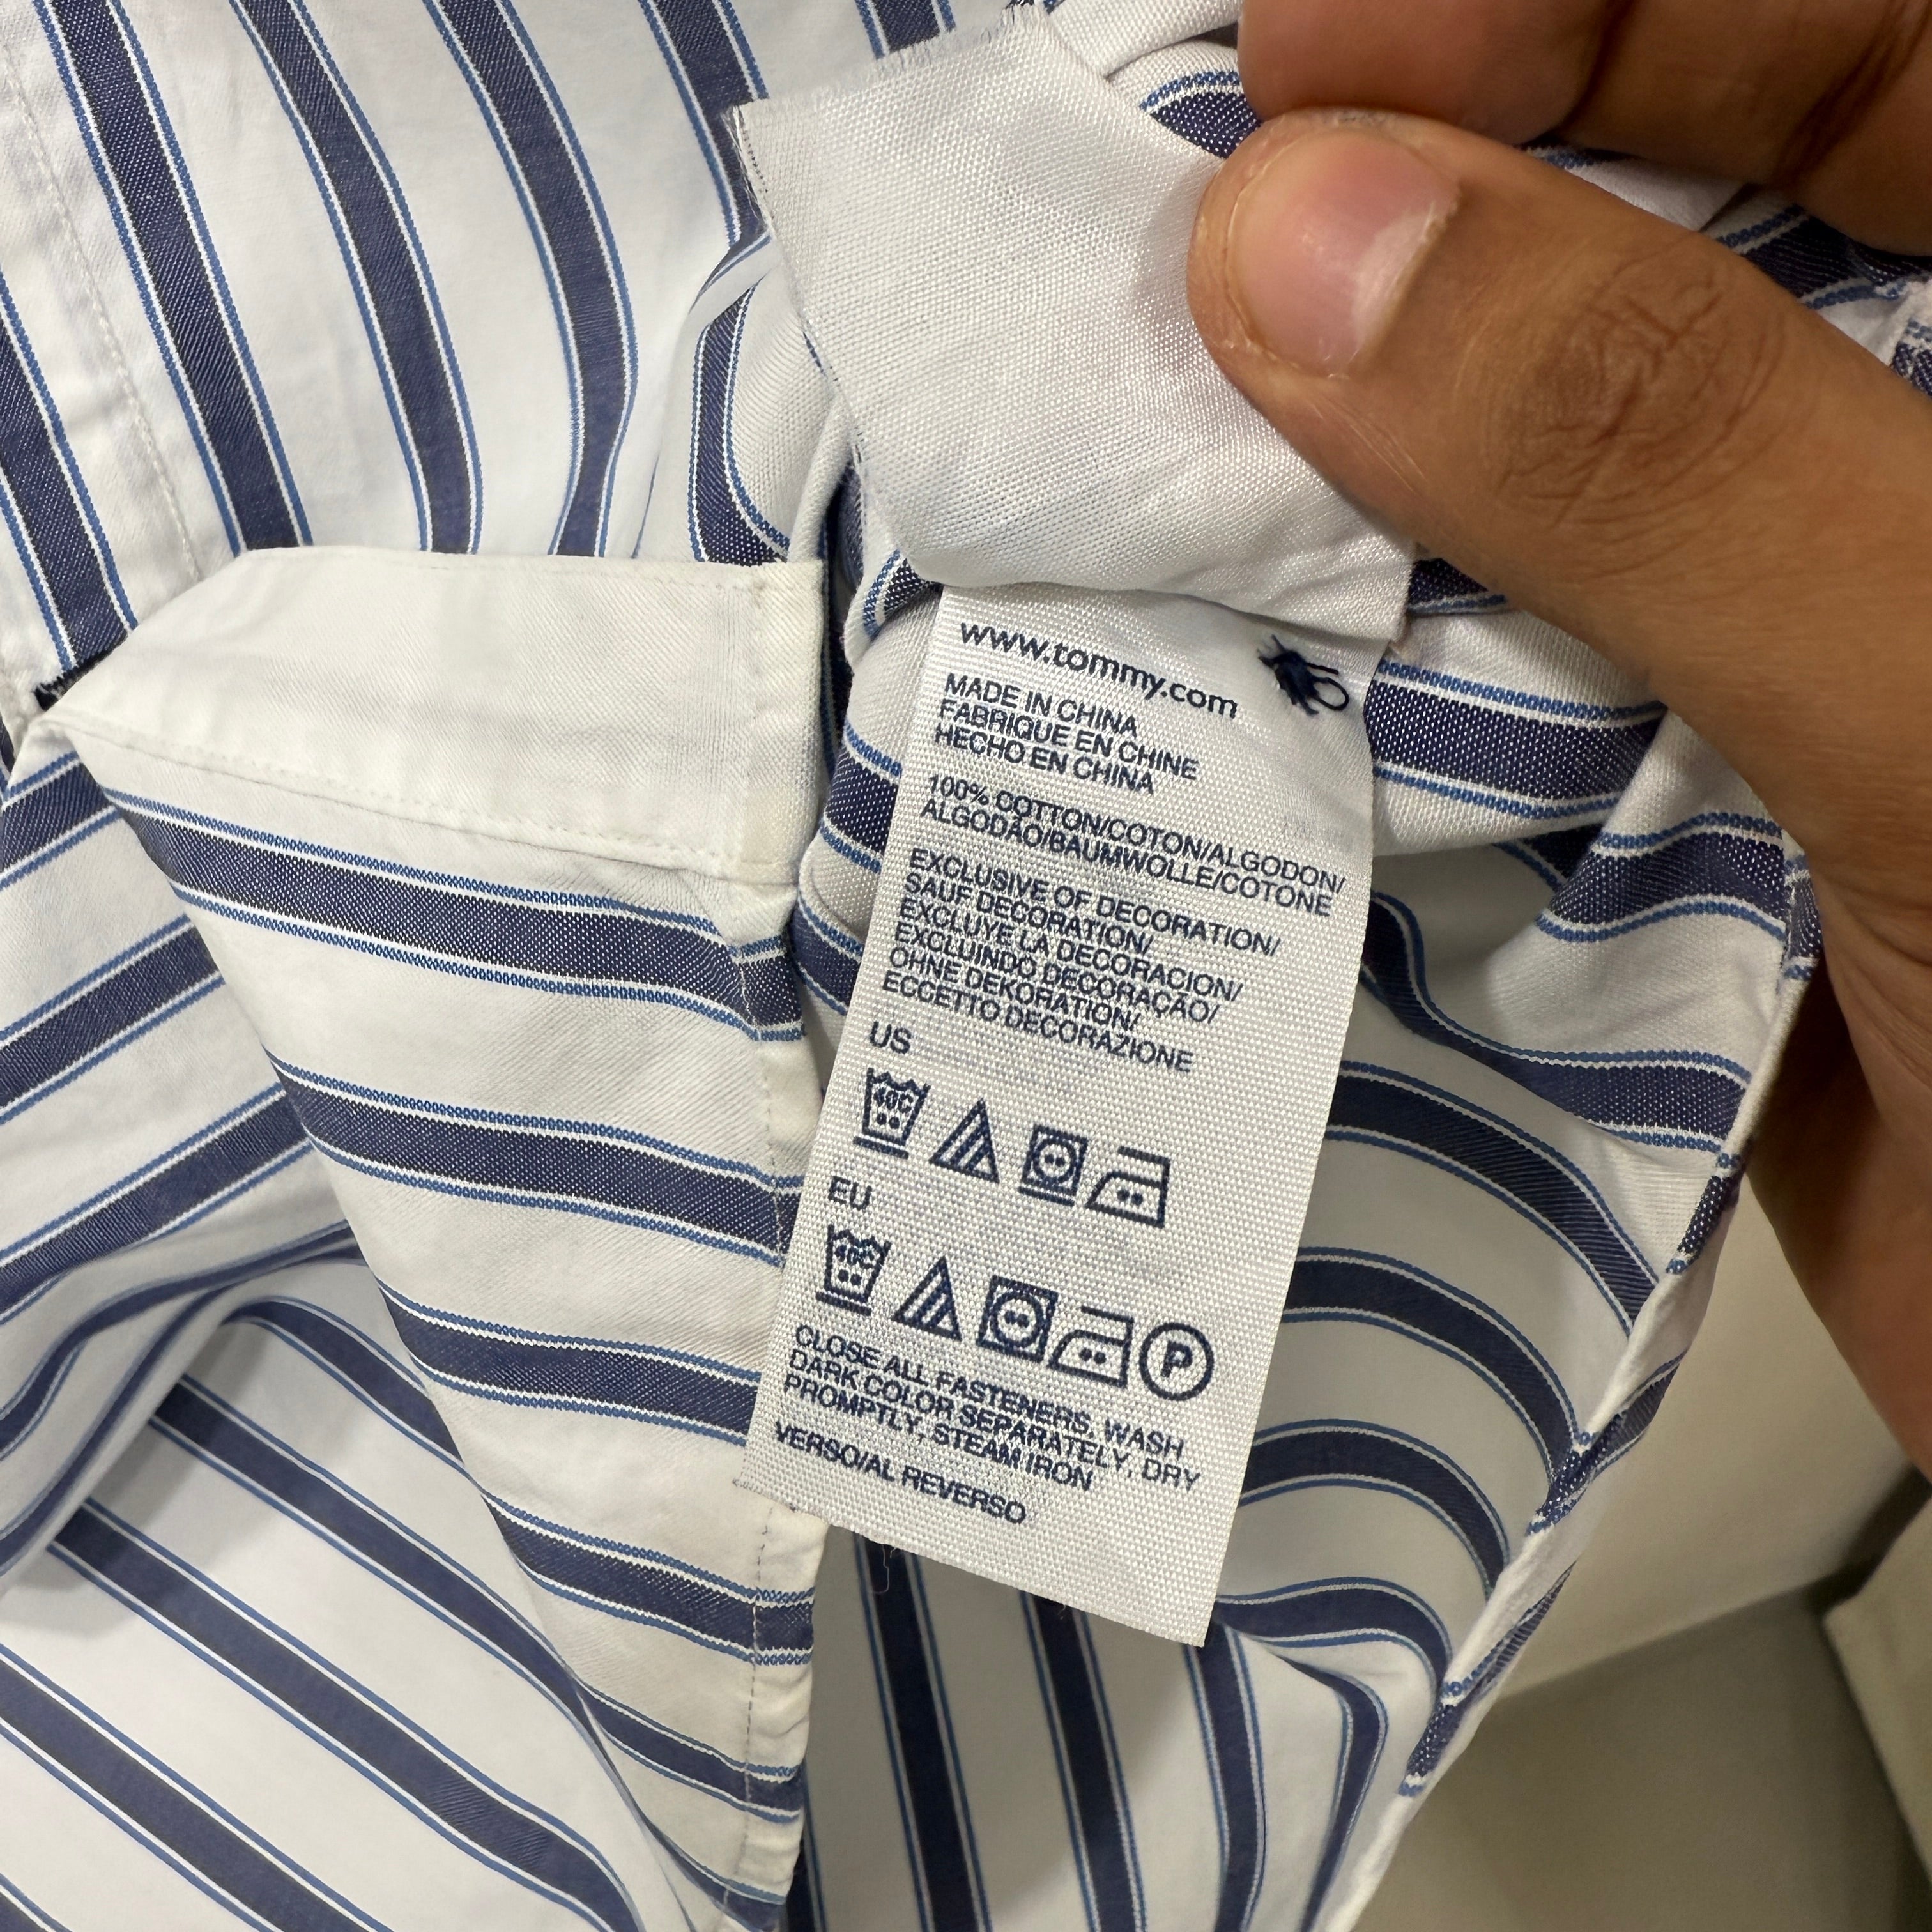 www.tommy.com
MADE IN CHINA
FABRIQUE EN CHINE
HECHO EN CHINA
100% COTTON/COTON/ALGODON/
ALGODÃO/BAUMWOLLE/COTONE
EXCLUSIVE OF DECORATION/
SAUF DECORATION/
EXCLUYE LA DECORACION/
EXCLUINDO DECORAÇÃO/
OHNE DEKORATION/
ECCETTO DECORAZIONE
US
40C
EU
40C
P
CLOSE ALL FASTENERS, WASH
DARK COLOR SEPARATELY, DRY
PROMPTLY, STEAM IRON
VERSO/AL REVERSO